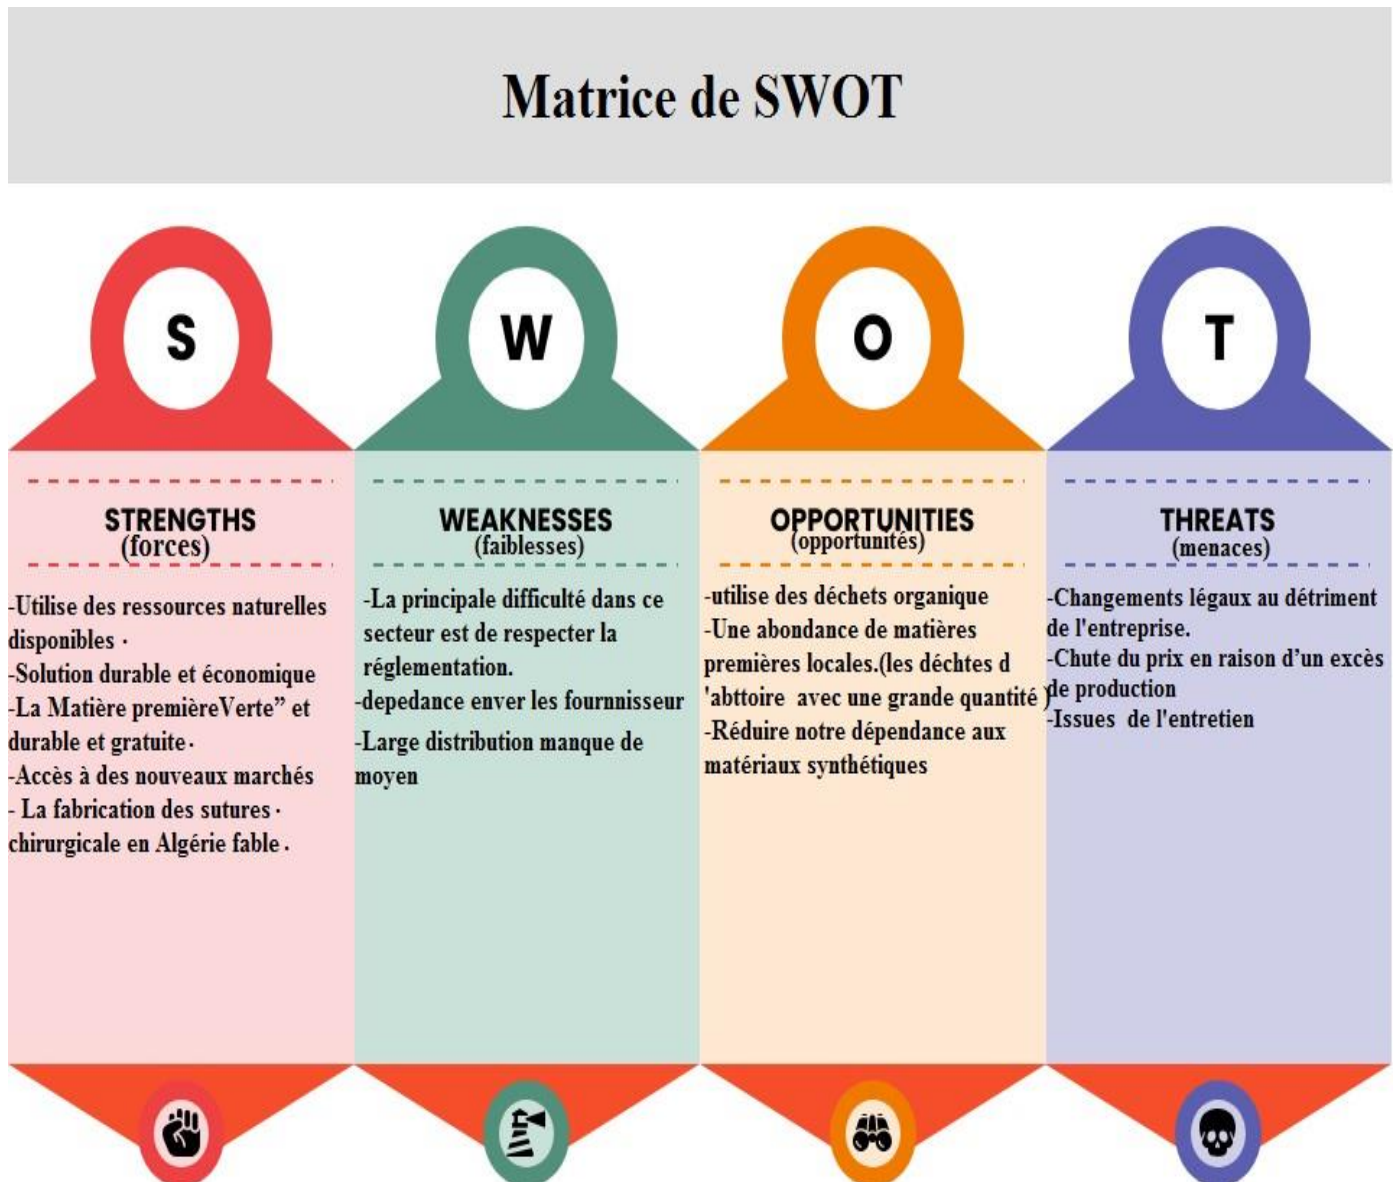 Matrice de SWOT
S
STRENGTHS
(forces)
-Utilise des ressources naturelles
disponibles ·
-Solution durable et économique
-La Matière premièreVerte” et
durable et gratuite·
-Accès à des nouveaux marchés
- La fabrication des sutures ·
chirurgicale en Algérie fable ·
W
WEAKNESSES
(faiblesses)
-La principale difficulté dans ce
secteur est de respecter la
réglementation.
-depedance enver les fournnisseur
-Large distribution manque de
moyen
O
OPPORTUNITIES
(opportunités)
-utilise des déchets organique
-Une abondance de matières
premières locales.(les déchtes d
'abttoire avec une grande quantité )
-Réduire notre dépendance aux
matériaux synthétiques
T
THREATS
(menaces)
-Changements légaux au détriment
de l'entreprise.
-Chute du prix en raison d’un excès
de production
-Issues de l'entretien